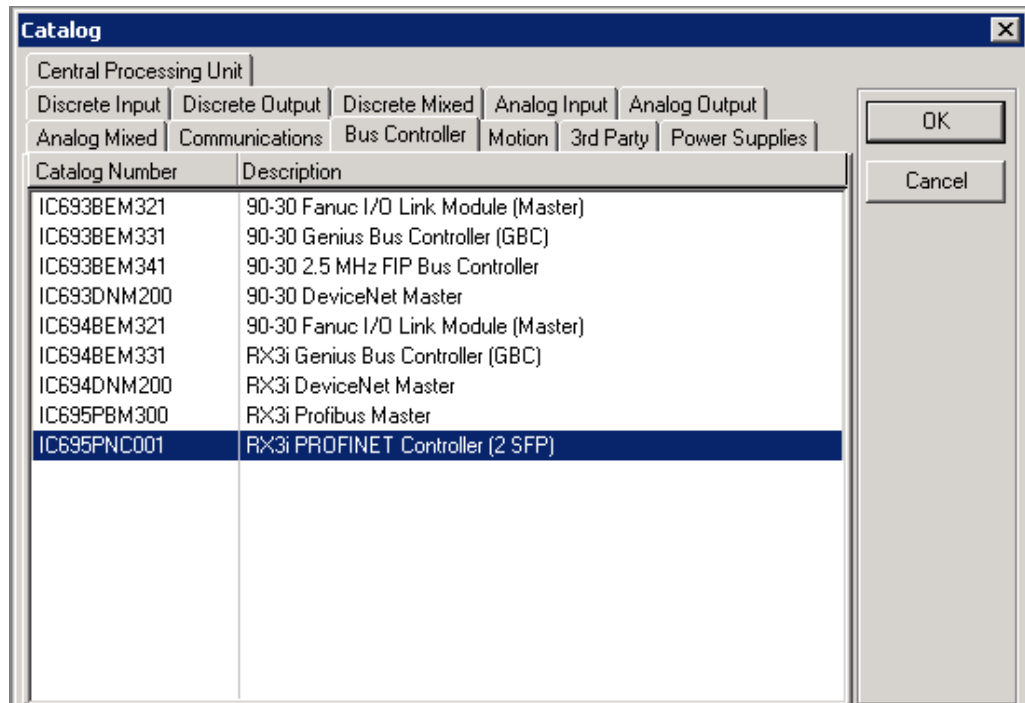 Catalog
Central Processing Unit
Discrete Input Discrete Output Discrete Mixed Analog Input Analog Output
Analog Mixed Communications Bus Controller Motion 3rd Party Power Supplies
OK
Cancel
Catalog Number Description
IC693BEM321 90-30 Fanuc I/O Link Module (Master)
IC693BEM331 90-30 Genius Bus Controller (GBC)
IC693BEM341 90-30 2.5 MHz FIP Bus Controller
IC693DNM200 90-30 DeviceNet Master
IC694BEM321 90-30 Fanuc I/O Link Module (Master)
IC694BEM331 RX3i Genius Bus Controller (GBC)
IC694DNM200 RX3i DeviceNet Master
IC695PBM300 RX3i Profibus Master
IC695PNC001 RX3i PROFINET Controller (2 SFP)